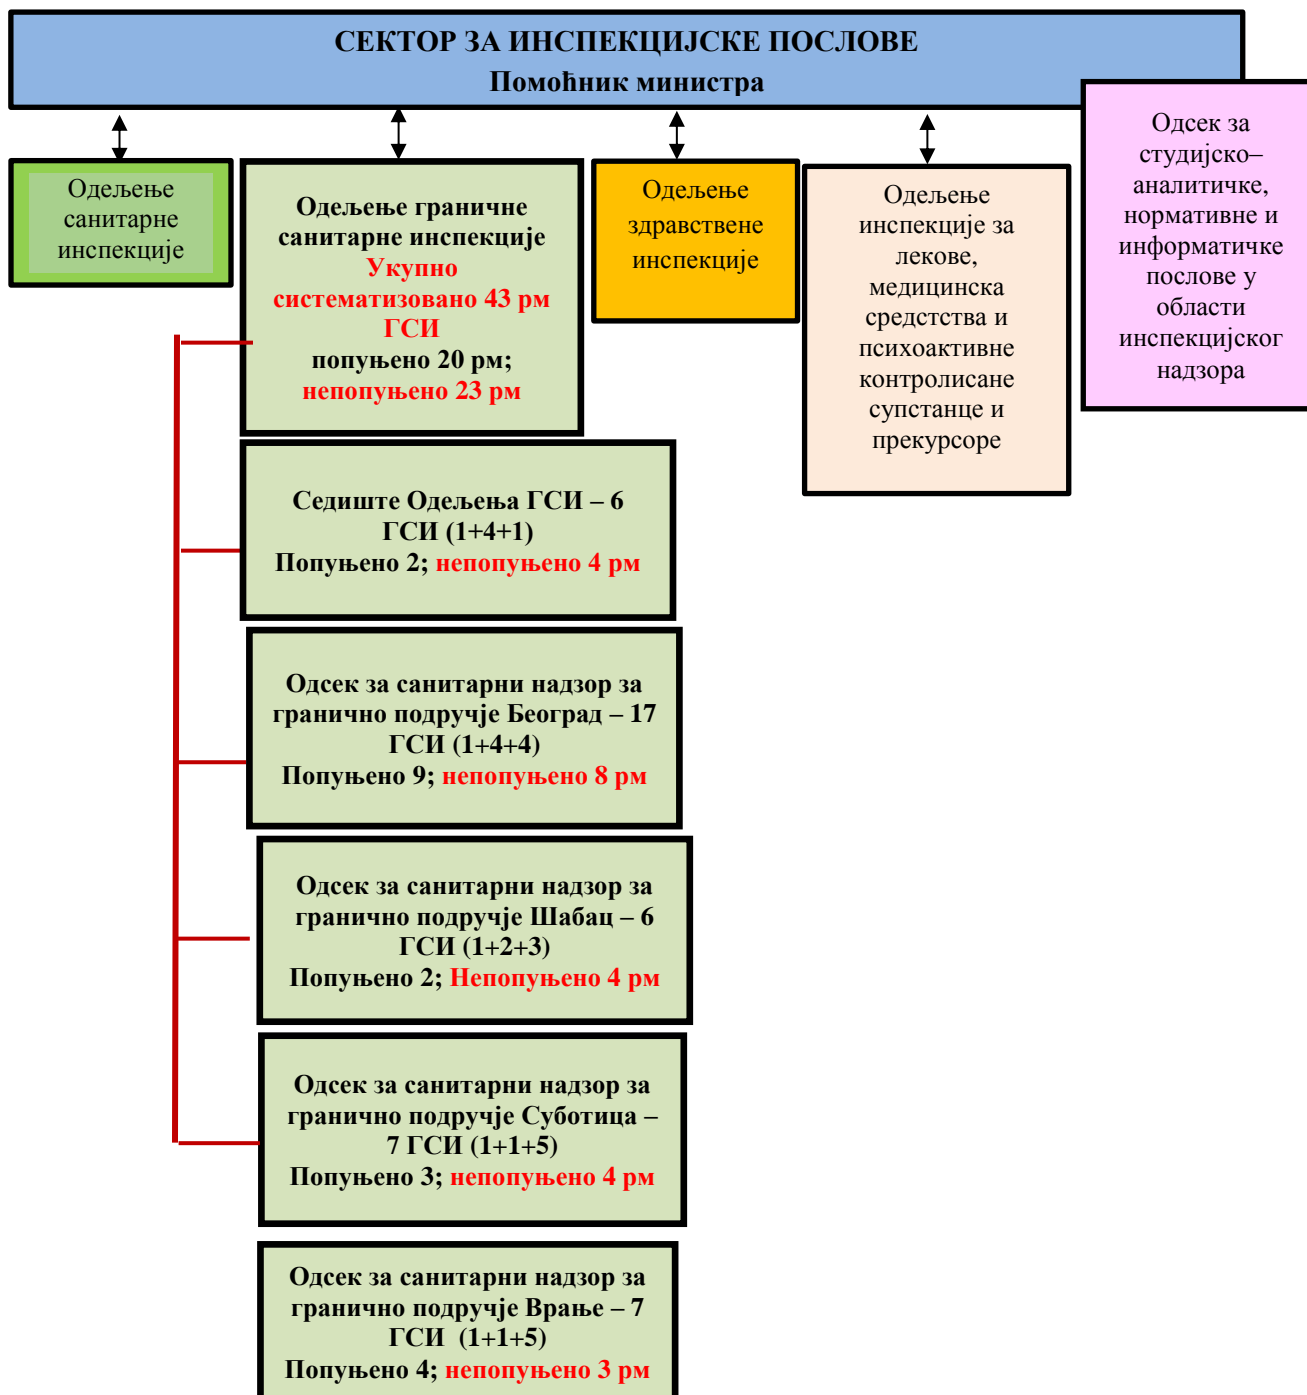 СЕКТОР ЗА ИНСПЕКЦИЈСКЕ ПОСЛОВЕ
Помоћник министра
Одељење
санитарне
инспекције
Одељење граничне
санитарне инспекције
Укупно
систематизовано 43 рм
ГСИ
попуњено 20 рм;
непопуњено 23 рм
Одељење
здравствене
инспекције
Одељење
инспекције за
лекове,
медицинска
средстства и
психоактивне
контролисане
супстанце и
прекурсоре
Одсек за
студијско–
аналитичке,
нормативне и
информатичке
послове у
области
инспекцијског
надзора
Седиште Одељења ГСИ – 6
ГСИ (1+4+1)
Попуњено 2; непопуњено 4 рм
Одсек за санитарни надзор за
гранично подручје Београд – 17
ГСИ (1+4+4)
Попуњено 9; непопуњено 8 рм
Одсек за санитарни надзор за
гранично подручје Шабац – 6
ГСИ (1+2+3)
Попуњено 2; Непопуњено 4 рм
Одсек за санитарни надзор за
гранично подручје Суботица –
7 ГСИ (1+1+5)
Попуњено 3; непопуњено 4 рм
Одсек за санитарни надзор за
гранично подручје Врање – 7
ГСИ (1+1+5)
Попуњено 4; непопуњено 3 рм